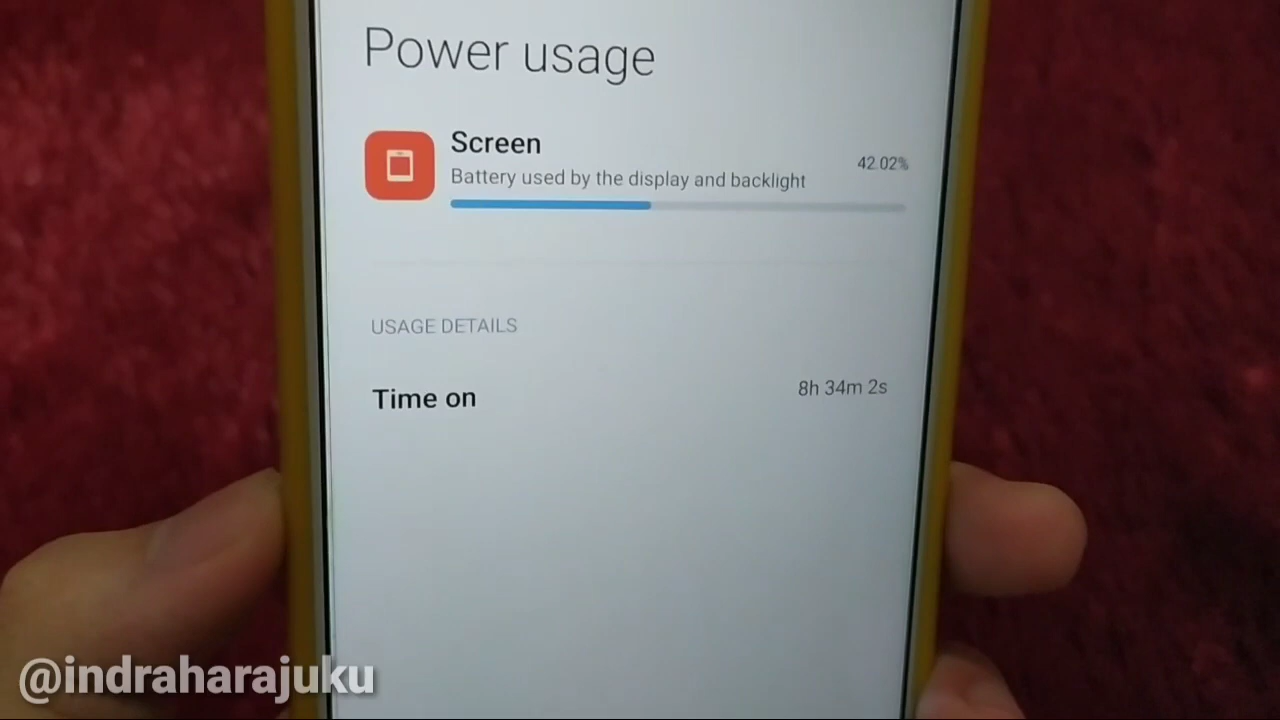 Power usage
Screen
42.02%
Battery used by the display and backlight
USAGE DETAILS
Time on
8h 34m 2s
@indraharajuku